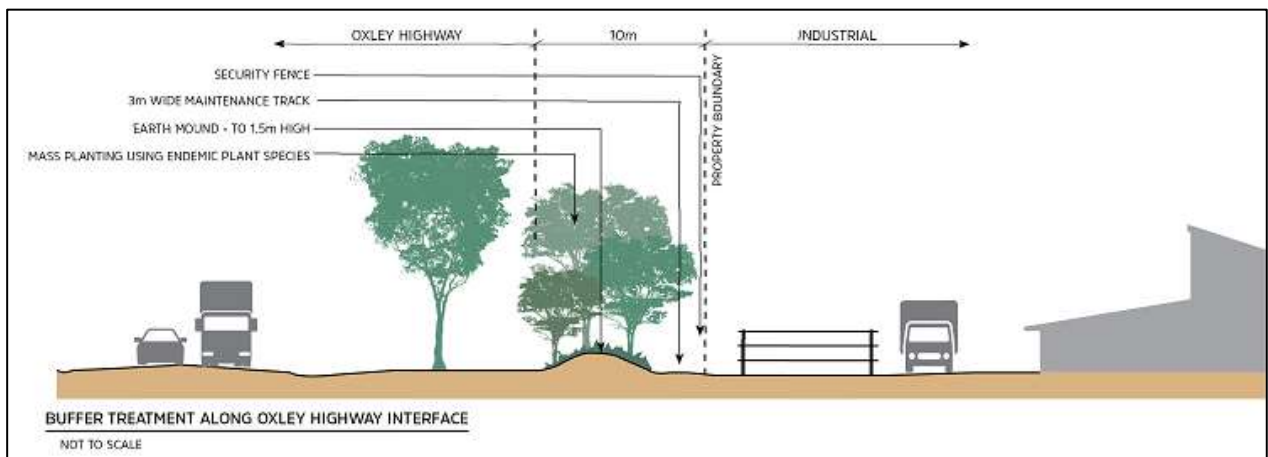 OXLEY HIGHWAY
10m
INDUSTRIAL
SECURITY FENCE
3m WIDE MAINTENANCE TRACK
EARTH MOUND - TO 1.5m HIGH
MASS PLANTING USING ENDEMIC PLANT SPECIES
PROPERTY BOUNDARY
BUFFER TREATMENT ALONG OXLEY HIGHWAY INTERFACE
NOT TO SCALE